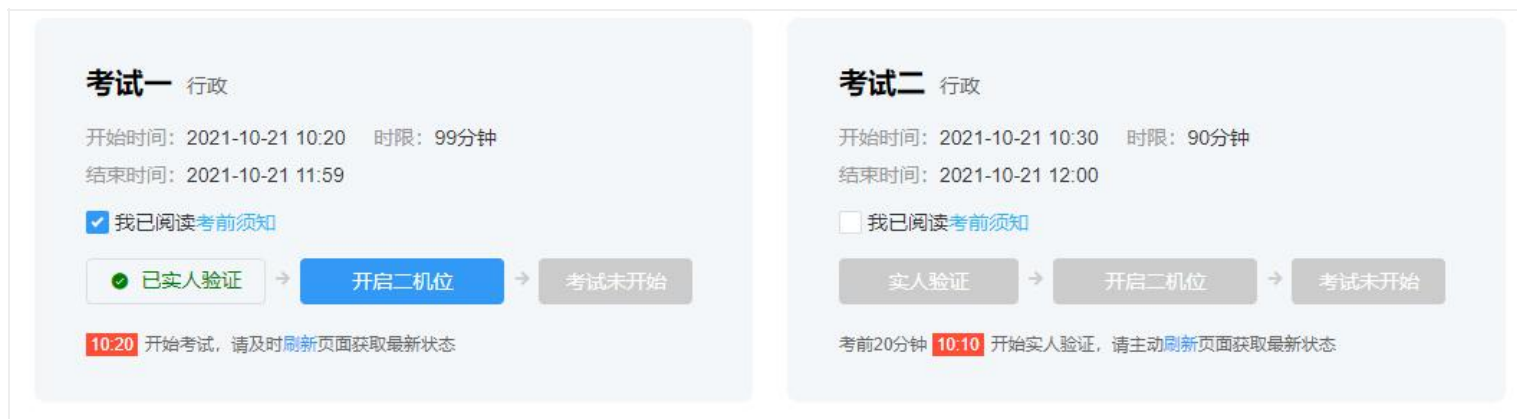 考试一 行政
开始时间：2021-10-21 10:20 时限：99分钟
结束时间：2021-10-21 11:59
我已阅读考前须知
已实人验证 → 开启二机位 → 考试未开始
10:20 开始考试，请及时刷新页面获取最新状态
考试二 行政
开始时间：2021-10-21 10:30 时限：90分钟
结束时间：2021-10-21 12:00
我已阅读考前须知
实人验证 → 开启二机位 → 考试未开始
考前20分钟 10:10 开始实人验证，请主动刷新页面获取最新状态